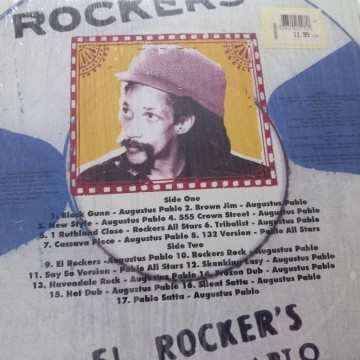 ROCKERS
11.99
Side One
1. Black Gunn - Augustus Pablo 2. Brown Jim - Augustus Pablo
3. New Style - Augustus Pablo 4. 555 Crown Street - Augustus Pablo
5. 1 Ruthland Close - Rockers All Stars 6. Tribalist - Augustus Pablo
7. Cassava Piece - Augustus Pablo 8. 132 Version - Pablo All Stars
Side Two
9. El Rockers -Augustus Pablo 10. Rockers Rock - Augustus Pablo
11. Say So Version - Pablo All Stars 12. Skanking Easy - Augustus Pablo
13. Havendale Rock - Augustus Pablo 14. Frozen Dub - Augustus Pablo
15. Hot Dub - Augustus Pablo 16. Silent Satta - Augustus Pablo
17. Pablo Satta - Augustus Pablo
EL ROCKER'S